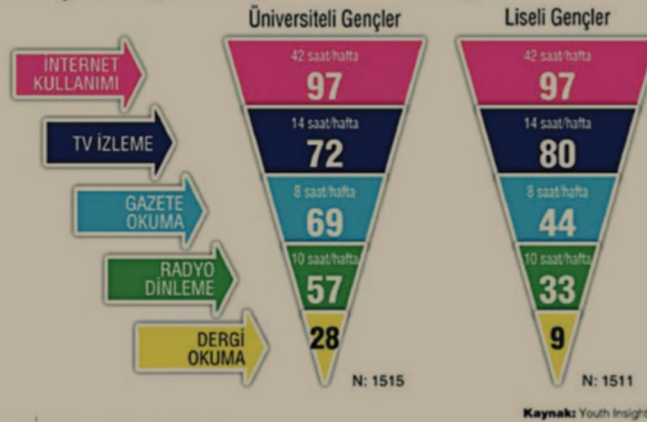 Üniversiteli Gençler
Liseli Gençler
İNTERNET
KULLANIMI
42 saat/hafta
97
42 saat/hafta
97
TV İZLEME
14 saat/hafta
72
14 saat/hafta
80
GAZETE
OKUMA
8 saat/hafta
69
8 saat/hafta
44
RADYO
DİNLEME
10 saat/hafta
57
10 saat/hafta
33
DERGİ
OKUMA
28
9
N: 1515
N: 1511
Kaynak: Youth Insight